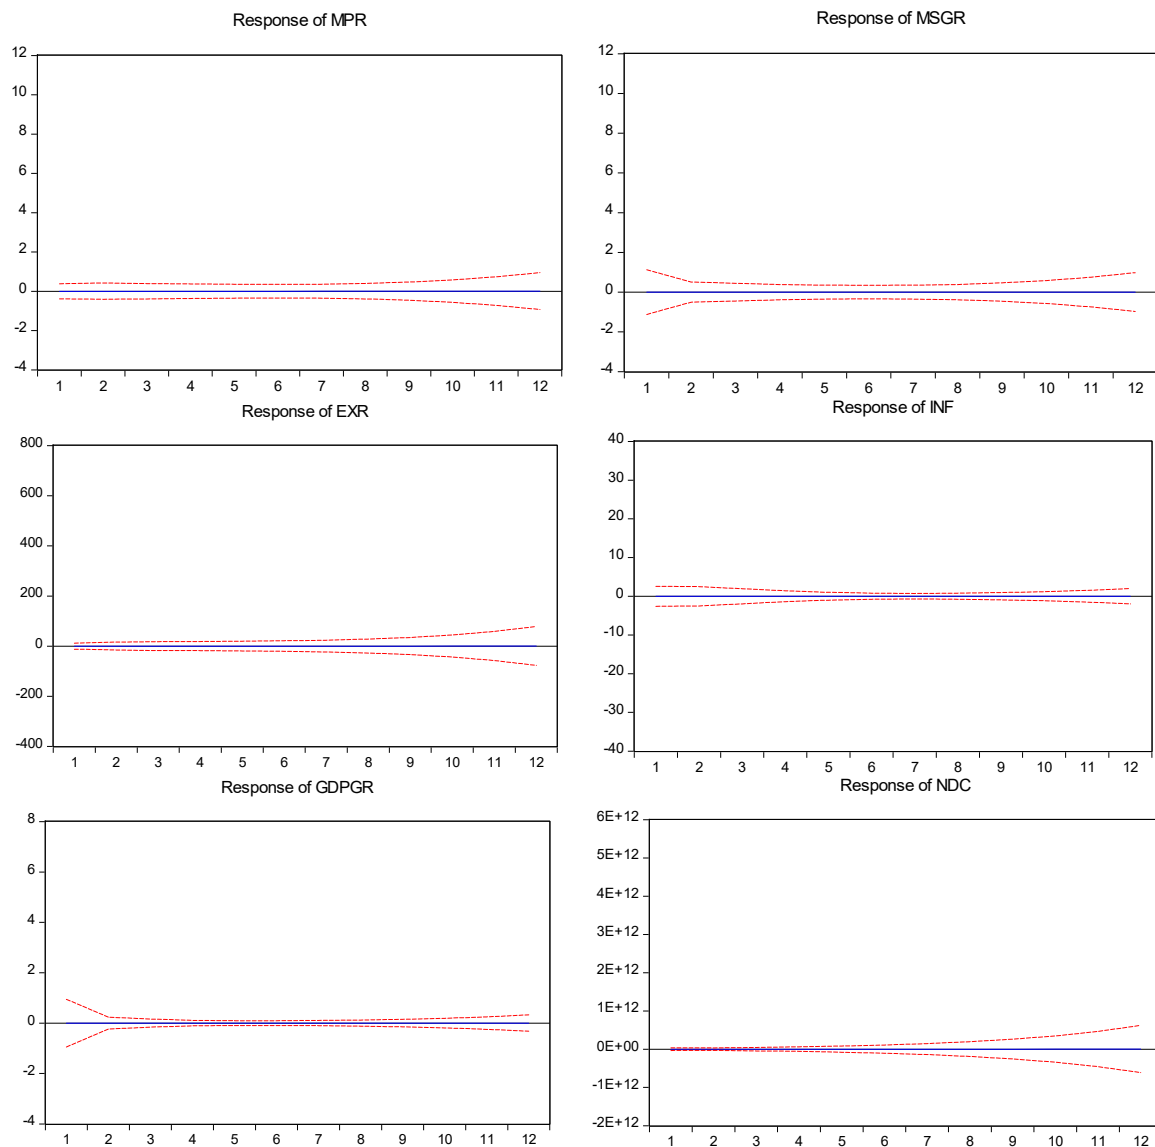 Response of MPR
12
10
8
6
4
2
0
-2
-4
1 2 3 4 5 6 7 8 9 10 11 12
Response of MSGR
12
10
8
6
4
2
0
-2
-4
1 2 3 4 5 6 7 8 9 10 11 12
Response of EXR
800
600
400
200
0
-200
-400
1 2 3 4 5 6 7 8 9 10 11 12
Response of INF
40
30
20
10
0
-10
-20
-30
-40
1 2 3 4 5 6 7 8 9 10 11 12
Response of GDPGR
8
6
4
2
0
-2
-4
1 2 3 4 5 6 7 8 9 10 11 12
Response of NDC
6E+12
5E+12
4E+12
3E+12
2E+12
1E+12
0E+00
-1E+12
-2E+12
1 2 3 4 5 6 7 8 9 10 11 12